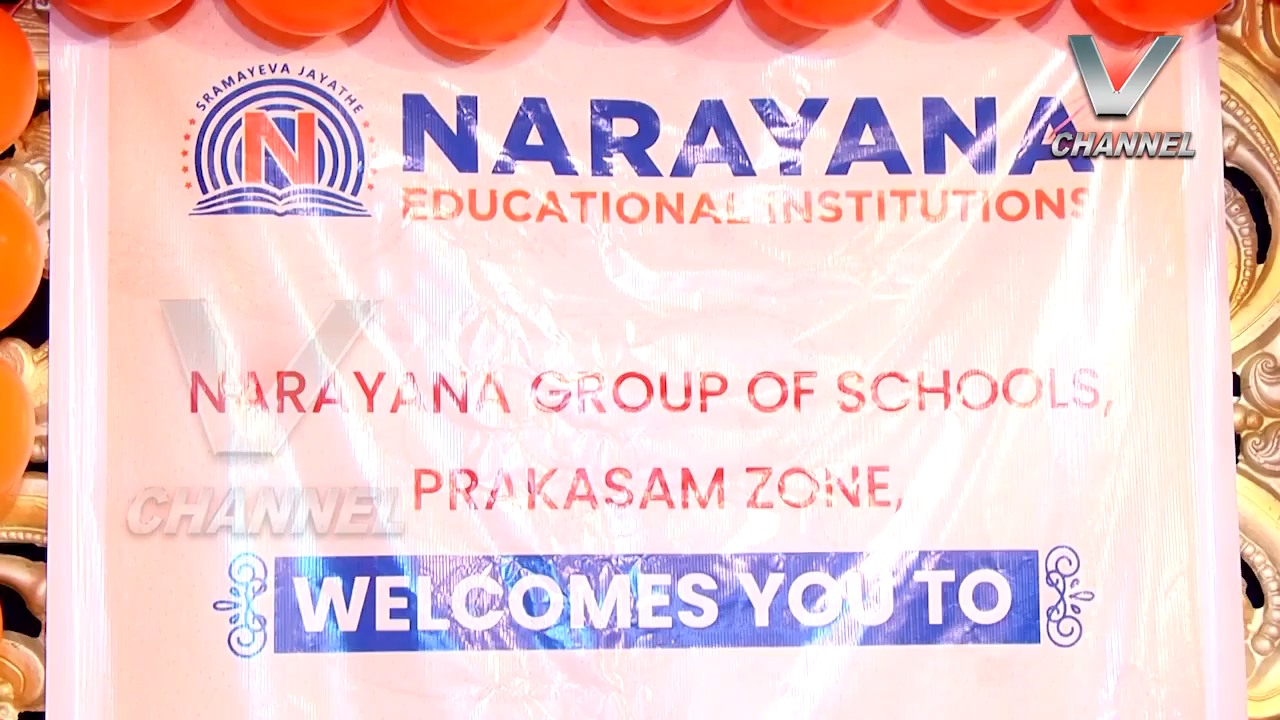 SRAMAYEVA JAYATHE
N
NARAYANA
EDUCATIONAL INSTITUTIONS
V
CHANNEL
NARAYANA GROUP OF SCHOOLS,
PRAKASAM ZONE,
V
CHANNEL
WELCOMES YOU TO